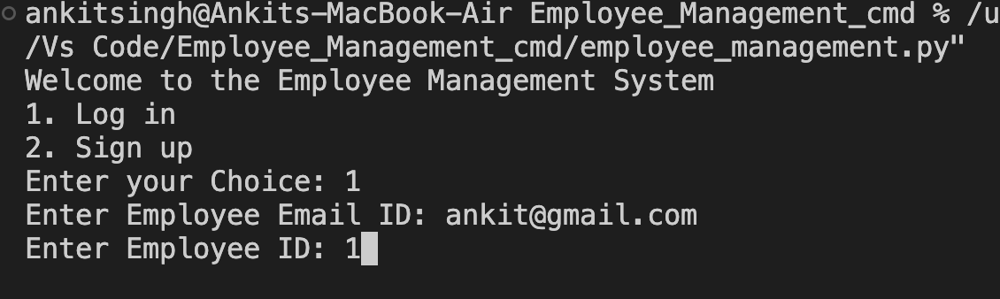 ankitsingh@Ankits-MacBook-Air Employee_Management_cmd % /u
/Vs Code/Employee_Management_cmd/employee_management.py"
Welcome to the Employee Management System
1. Log in
2. Sign up
Enter your Choice: 1
Enter Employee Email ID: ankit@gmail.com
Enter Employee ID: 1